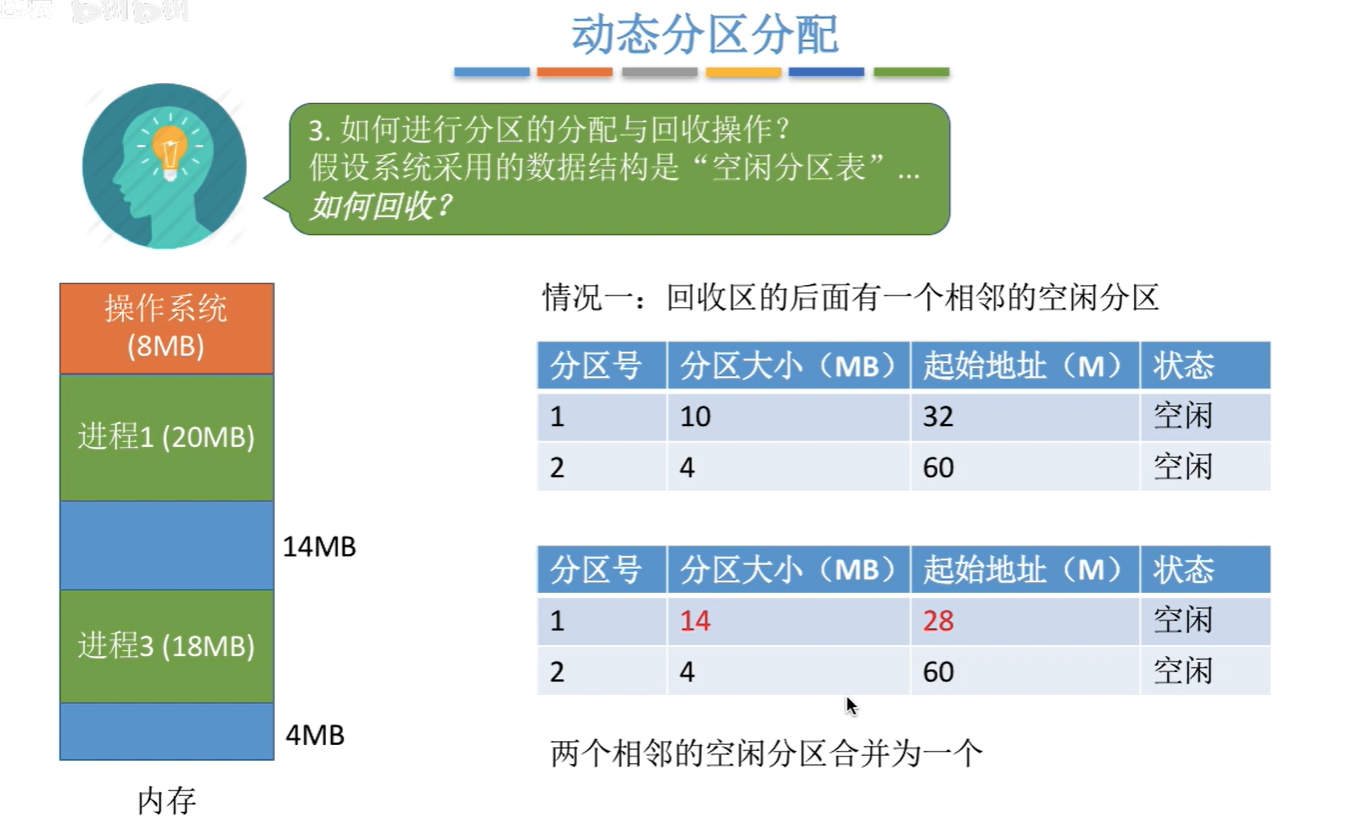 动态分区分配
3. 如何进行分区的分配与回收操作？
假设系统采用的数据结构是“空闲分区表”...
如何回收？
操作系统
(8MB)
进程1 (20MB)
14MB
进程3 (18MB)
4MB
内存
情况一：回收区的后面有一个相邻的空闲分区
分区号 分区大小（MB） 起始地址（M） 状态
1 10 32 空闲
2 4 60 空闲
分区号 分区大小（MB） 起始地址（M） 状态
1 14 28 空闲
2 4 60 空闲
两个相邻的空闲分区合并为一个